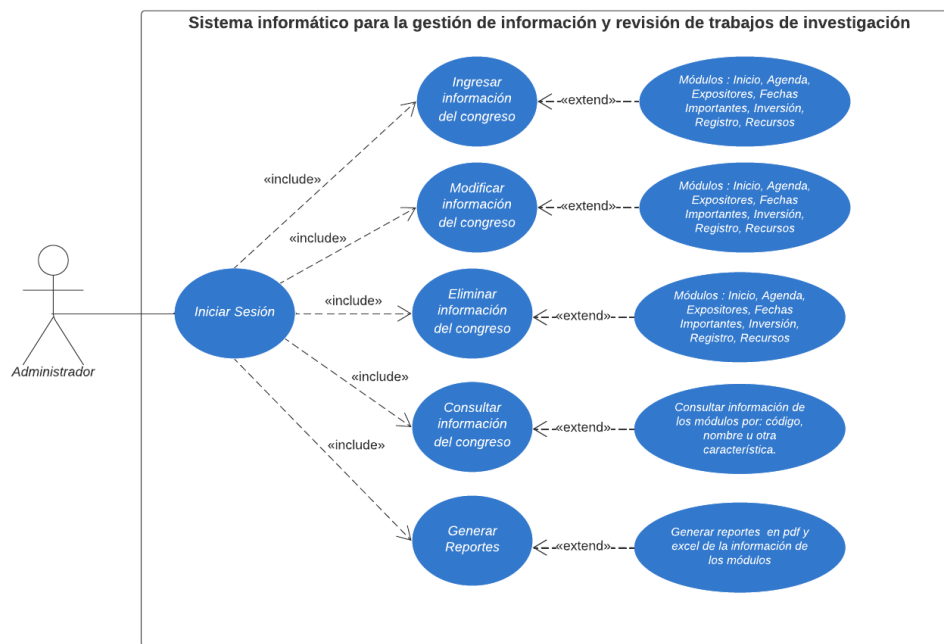 Sistema informático para la gestión de información y revisión de trabajos de investigación
Ingresar
información
del congreso
«extend»
Módulos : Inicio, Agenda,
Expositores, Fechas
Importantes, Inversión,
Registro, Recursos
«include»
Modificar
información
del congreso
«extend»
Módulos : Inicio, Agenda,
Expositores, Fechas
Importantes, Inversión,
Registro, Recursos
«include»
Administrador
Iniciar Sesión
«include»
Eliminar
información
del congreso
«extend»
Módulos : Inicio, Agenda,
Expositores, Fechas
Importantes, Inversión,
Registro, Recursos
«include»
Consultar
información
del congreso
«extend»
Consultar información de
los módulos por: código,
nombre u otra
característica.
«include»
Generar
Reportes
«extend»
Generar reportes en pdf y
excel de la información de
los módulos